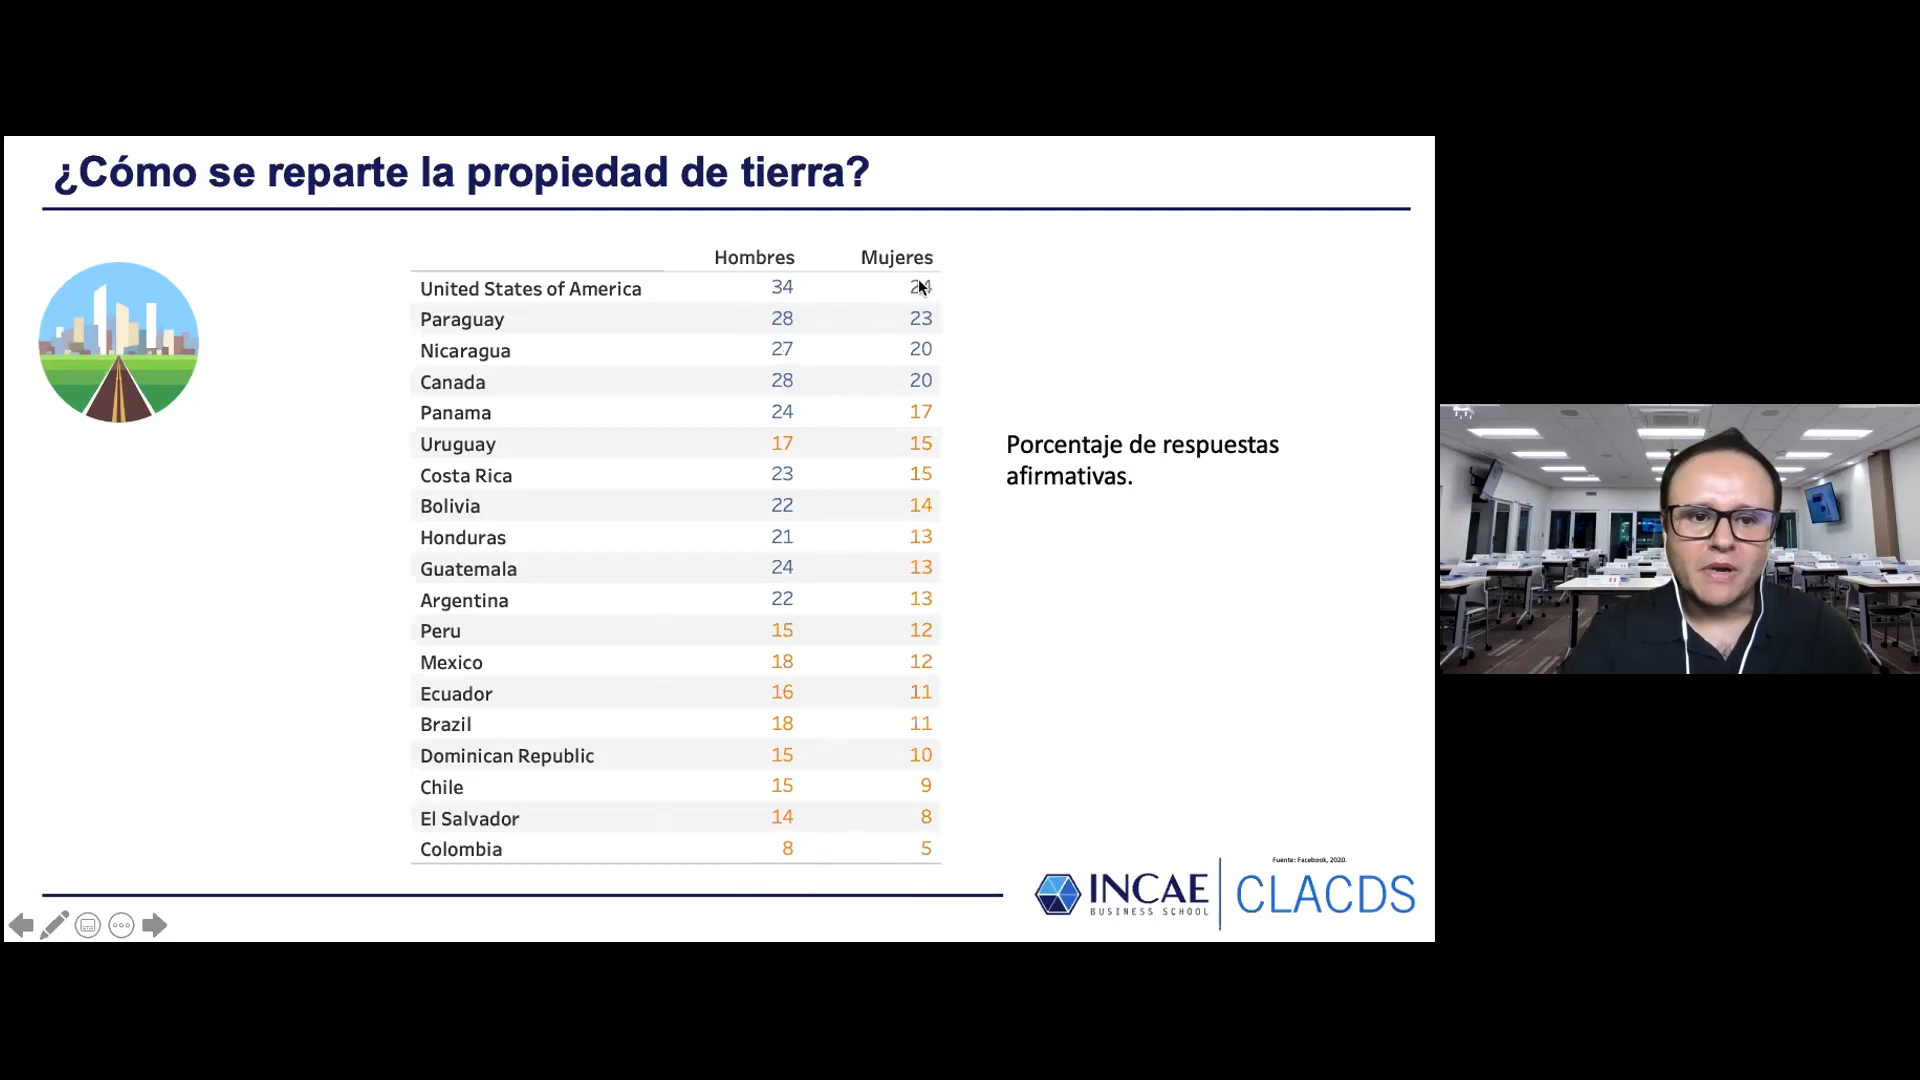 ¿Cómo se reparte la propiedad de tierra?
Hombres Mujeres
United States of America 34 24
Paraguay 28 23
Nicaragua 27 20
Canada 28 20
Panama 24 17
Uruguay 17 15
Costa Rica 23 15
Bolivia 22 14
Honduras 21 13
Guatemala 24 13
Argentina 22 13
Peru 15 12
Mexico 18 12
Ecuador 16 11
Brazil 18 11
Dominican Republic 15 10
Chile 15 9
El Salvador 14 8
Colombia 8 5
Porcentaje de respuestas
afirmativas.
Fuente: Facebook, 2020.
INCAE
BUSINESS SCHOOL
CLACDS